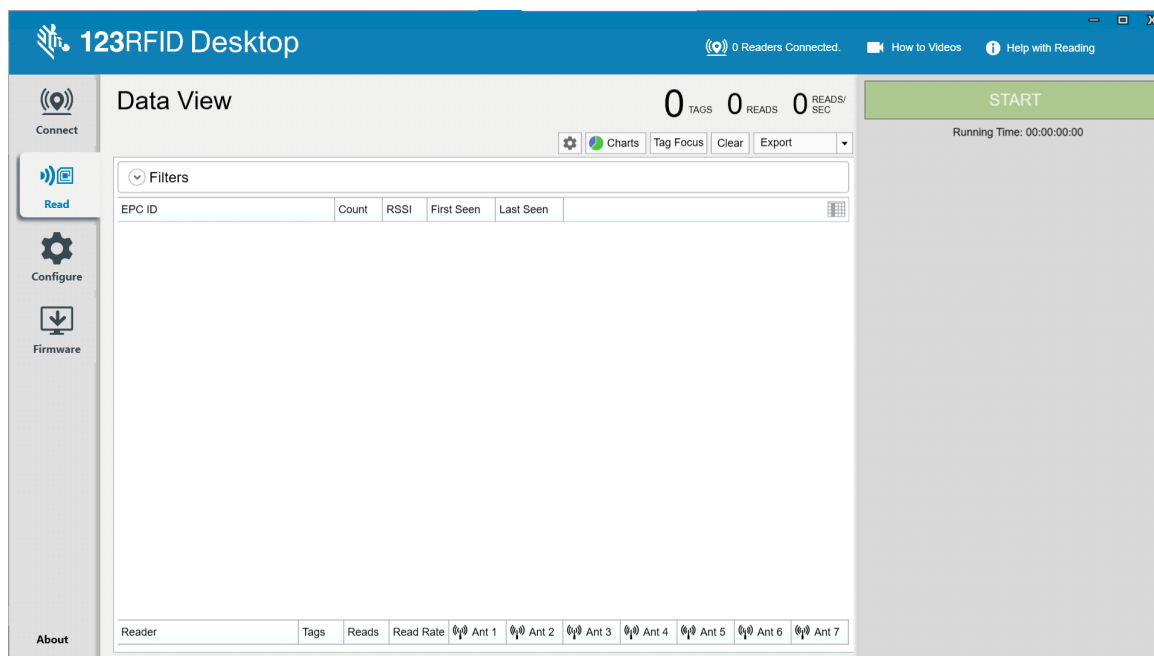 123RFID Desktop
0 Readers Connected.
How to Videos
Help with Reading
Connect
Read
Configure
Firmware
About
Data View
0 TAGS 0 READS 0 READS/SEC
Charts Tag Focus Clear Export
Filters
EPC ID Count RSSI First Seen Last Seen
Reader Tags Reads Read Rate Ant 1 Ant 2 Ant 3 Ant 4 Ant 5 Ant 6 Ant 7
START
Running Time: 00:00:00:00